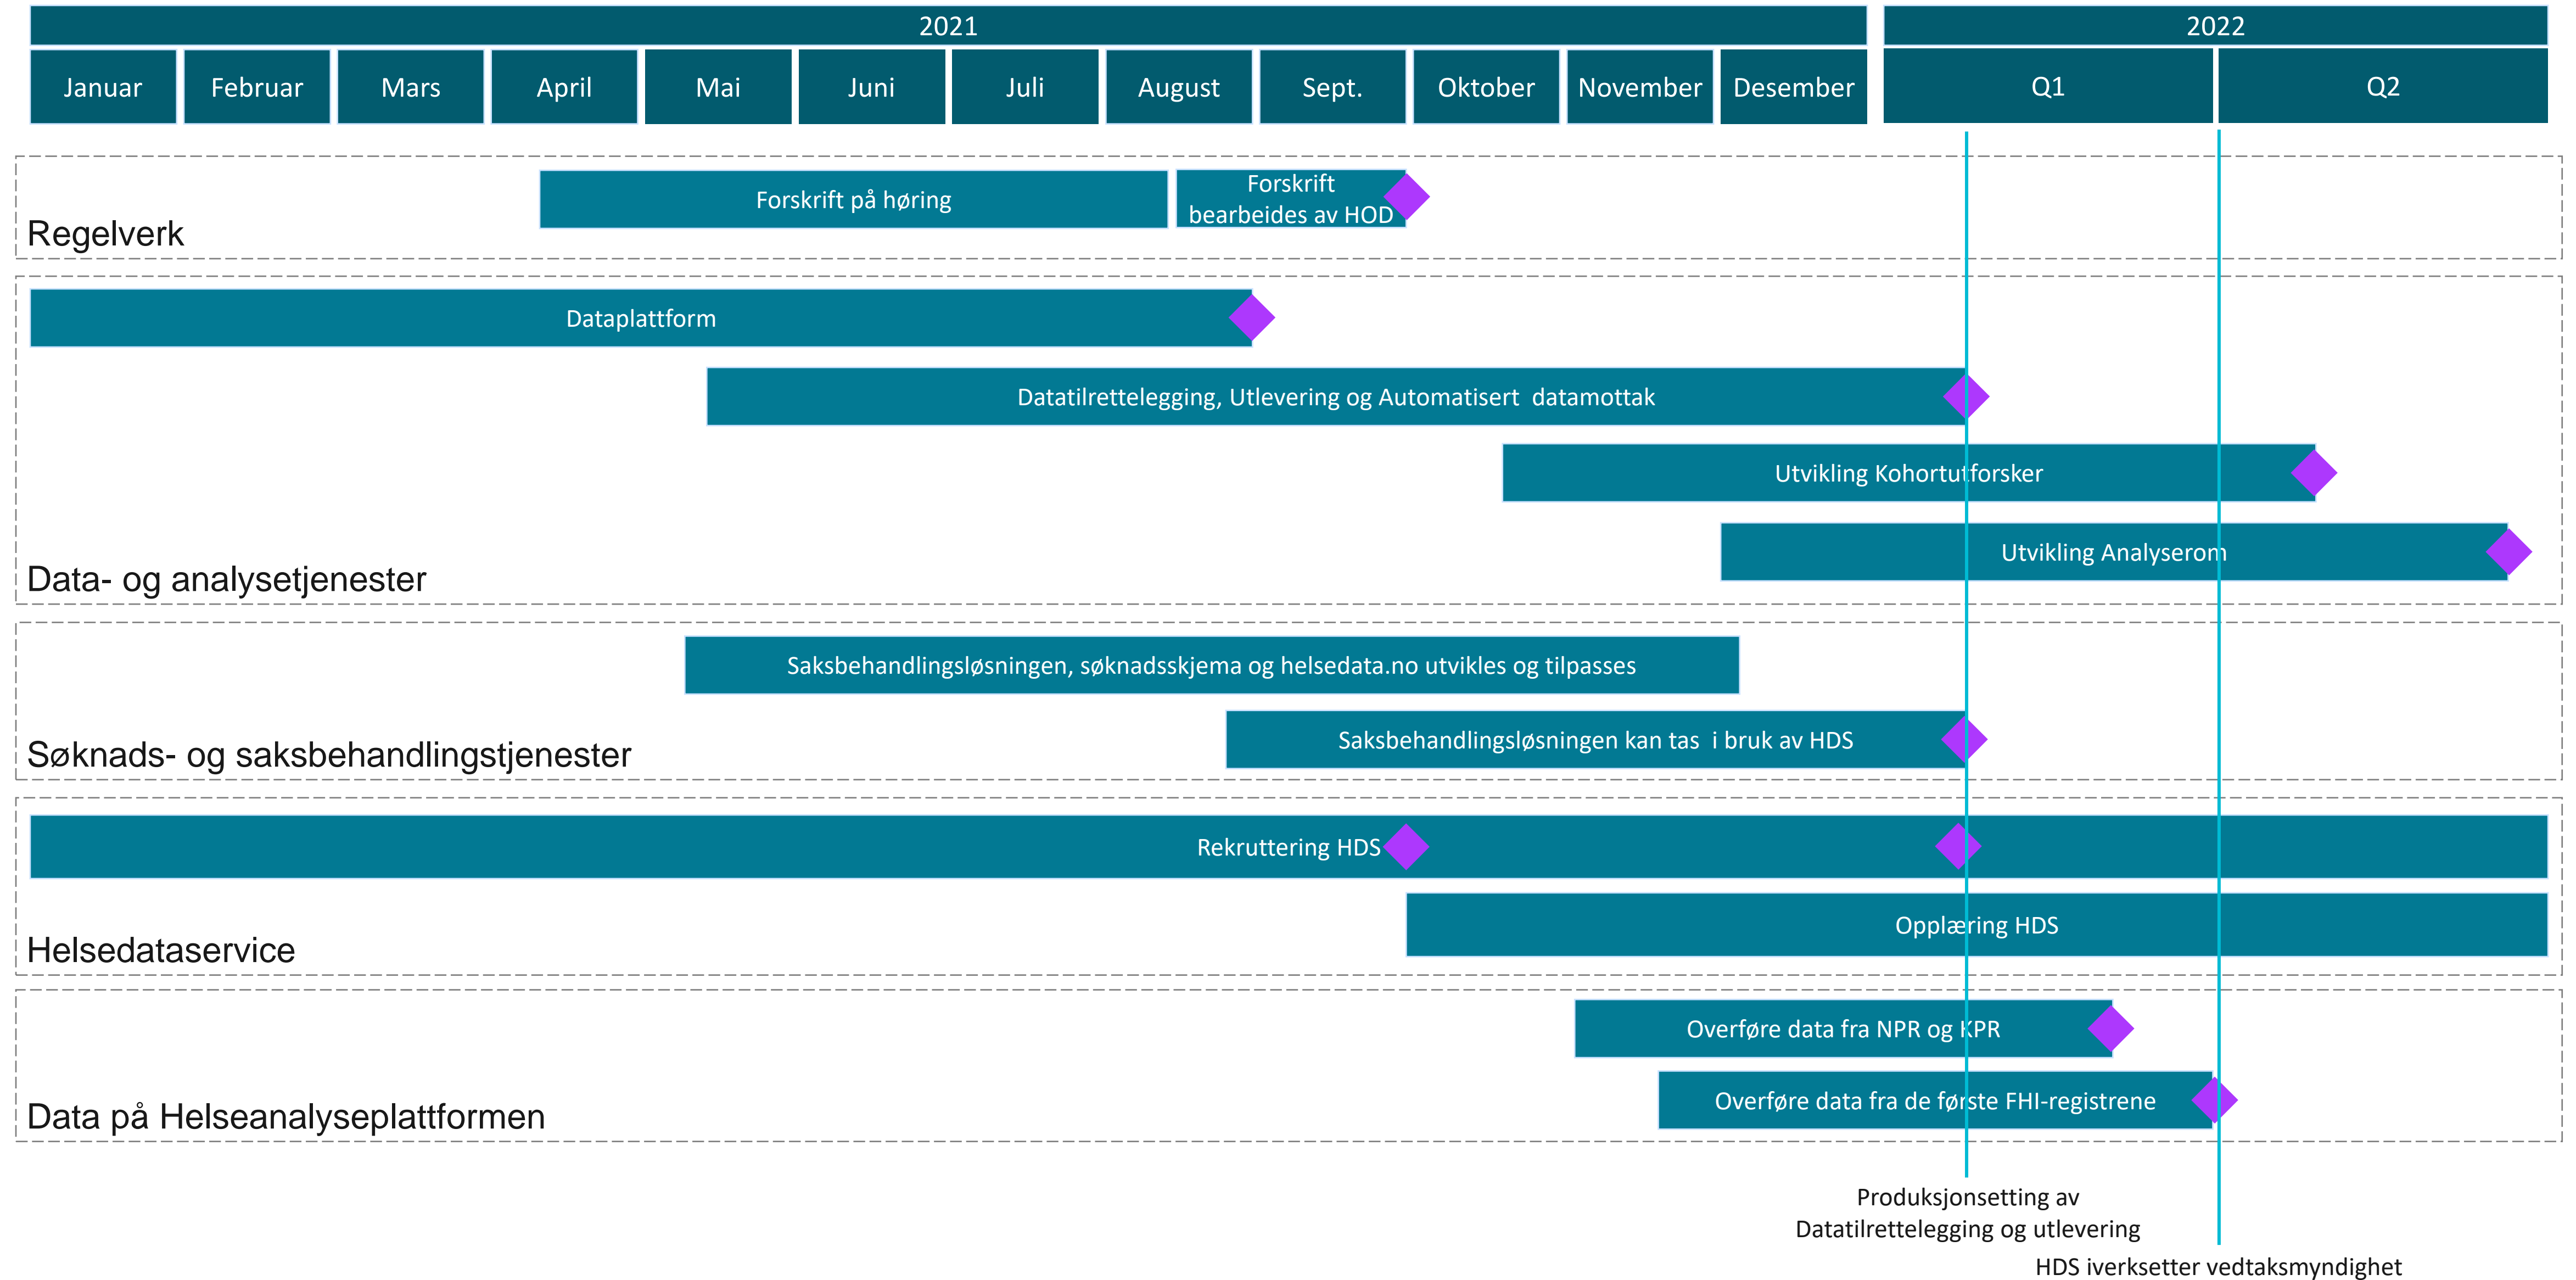 2021
2022
Januar
Februar
Mars
April
Mai
Juni
Juli
August
Sept.
Oktober
November
Desember
Q1
Q2
Forskrift på høring
Forskrift
bearbeides av HOD
Regelverk
Dataplattform
Datatilrettelegging, Utlevering og Automatisert  datamottak
Utvikling Kohortutforsker
Utvikling Analyserom
Data- og analysetjenester
Saksbehandlingsløsningen, søknadsskjema og helsedata.no utvikles og tilpasses
Saksbehandlingsløsningen kan tas  i bruk av HDS
Søknads- og saksbehandlingstjenester
Rekruttering HDS
Opplæring HDS
Helsedataservice
Overføre data fra NPR og KPR
Overføre data fra de første FHI-registrene
Data på Helseanalyseplattformen
Produksjonsetting av
Datatilrettelegging og utlevering
HDS iverksetter vedtaksmyndighet